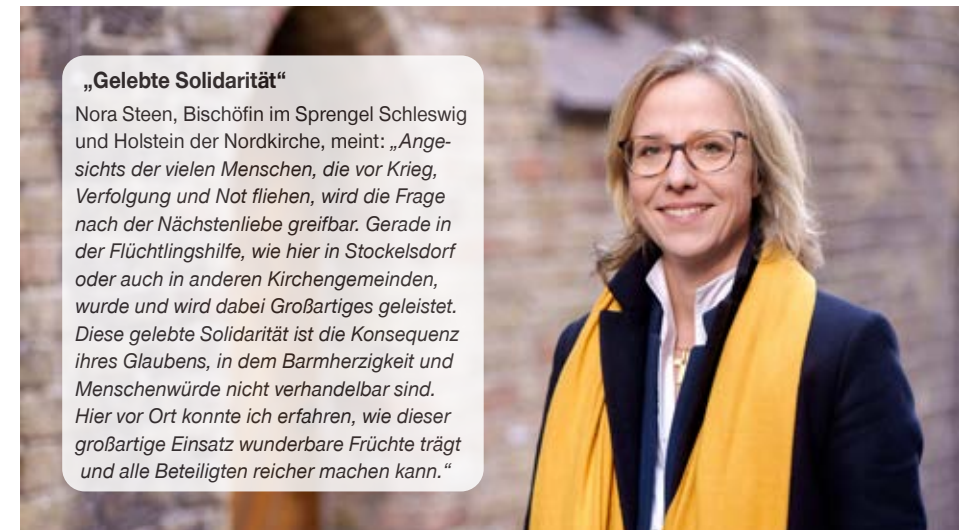 „Gelebte Solidarität“
Nora Steen, Bischöfin im Sprengel Schleswig
und Holstein der Nordkirche, meint: „Ange-
sichts der vielen Menschen, die vor Krieg,
Verfolgung und Not fliehen, wird die Frage
nach der Nächstenliebe greifbar. Gerade in
der Flüchtlingshilfe, wie hier in Stockelsdorf
oder auch in anderen Kirchengemeinden,
wurde und wird dabei Großartiges geleistet.
Diese gelebte Solidarität ist die Konsequenz
ihres Glaubens, in dem Barmherzigkeit und
Menschenwürde nicht verhandelbar sind.
Hier vor Ort konnte ich erfahren, wie dieser
großartige Einsatz wunderbare Früchte trägt
und alle Beteiligten reicher machen kann.“